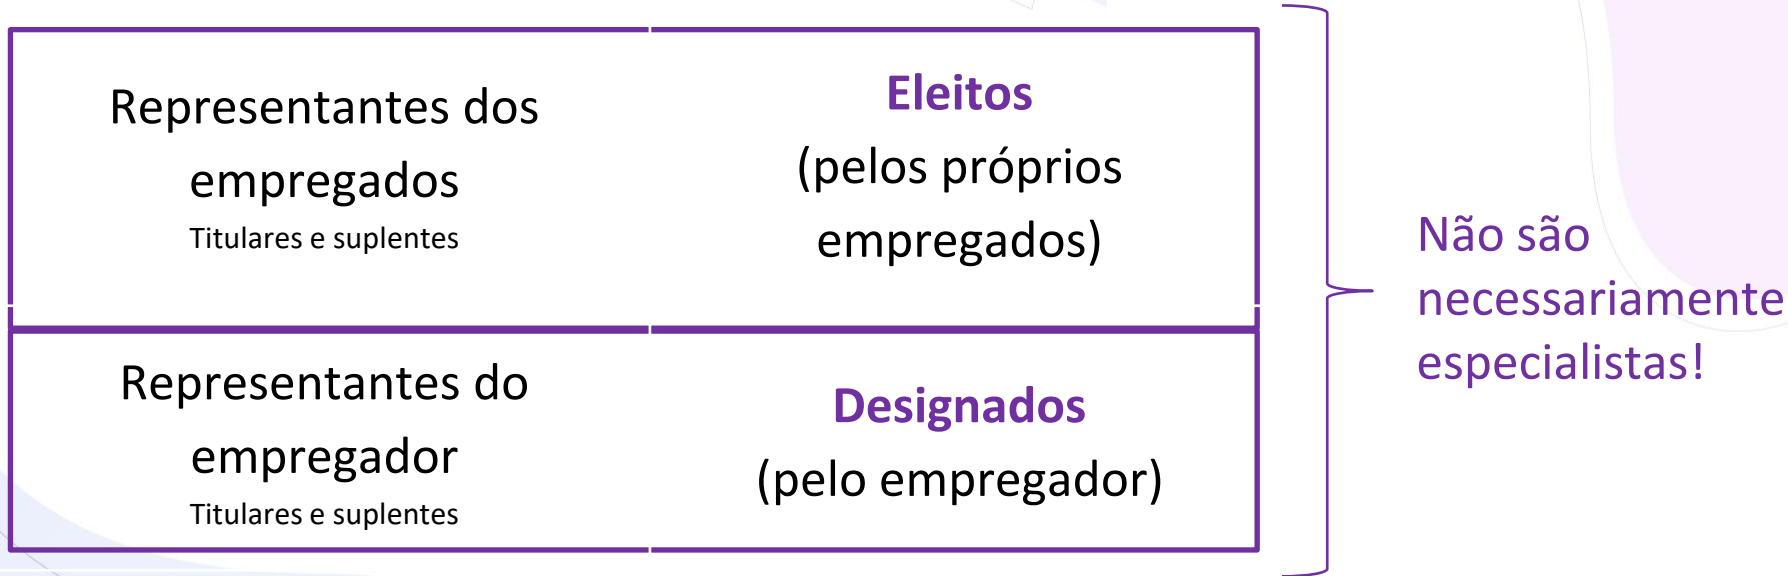 Representantes dos
empregados
Titulares e suplentes
Eleitos
(pelos próprios
empregados)
Representantes do
empregador
Titulares e suplentes
Designados
(pelo empregador)
Não são
necessariamente
especialistas!